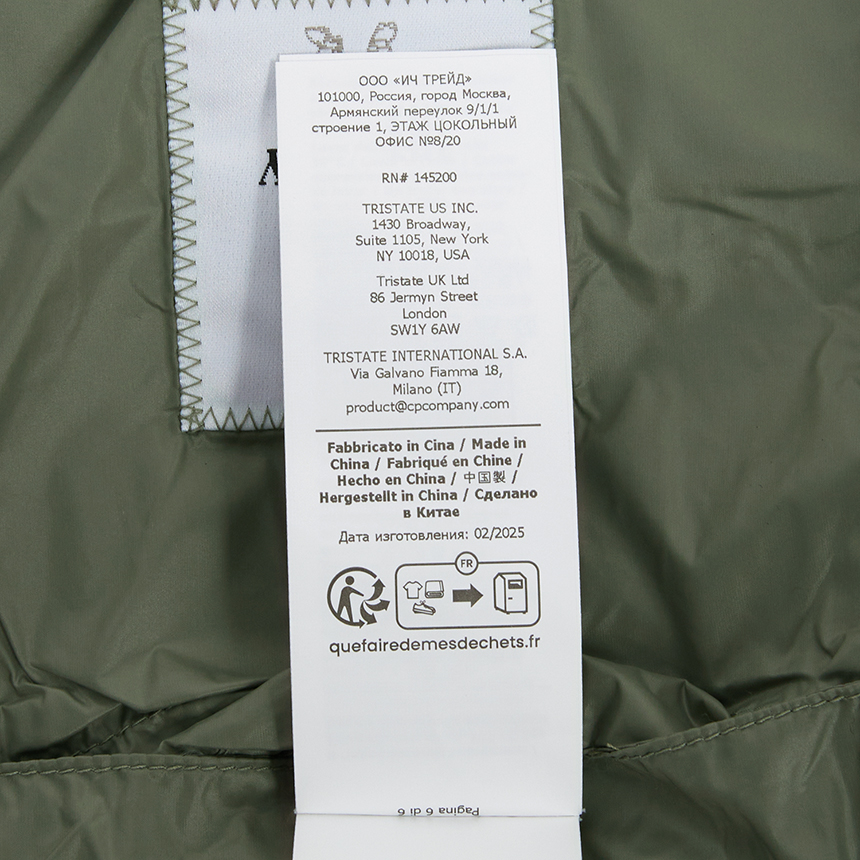 ООО «ИЧ ТРЕЙД»
101000, Россия, город Москва,
Армянский переулок 9/1/1
строение 1, ЭТАЖ ЦОКОЛЬНЫЙ
ОФИС №8/20
RN# 145200
TRISTATE US INC.
1430 Broadway,
Suite 1105, New York
NY 10018, USA
Tristate UK Ltd
86 Jermyn Street
London
SW1Y 6AW
TRISTATE INTERNATIONAL S.A.
Via Galvano Fiamma 18,
Milano (IT)
product@cpcompany.com
Fabbricato in Cina / Made in
China / Fabriqué en Chine /
Hecho en China / 中国製 /
Hergestellt in China / Сделано
в Китае
Дата изготовления: 02/2025
FR
quefairedemesdechets.fr
Pagina 6 di 6